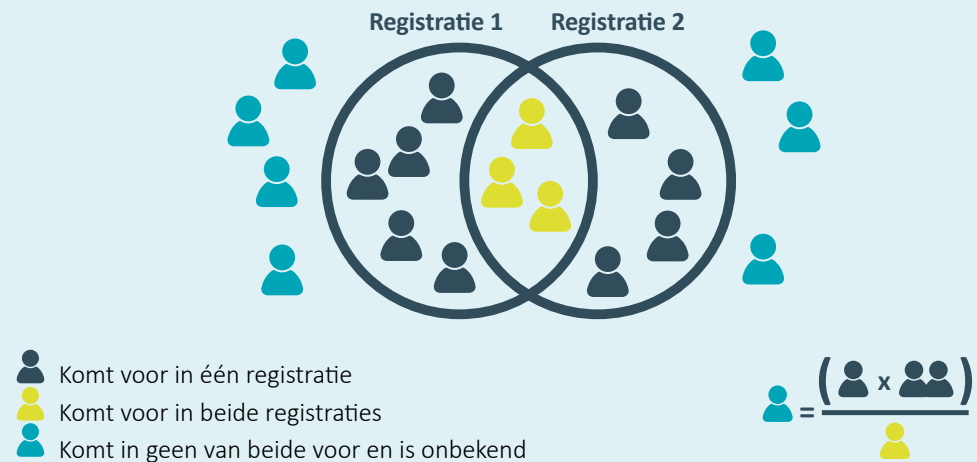 Registratie 1 Registratie 2
Komt voor in één registratie
Komt voor in beide registraties
Komt in geen van beide voor en is onbekend
= ( x )